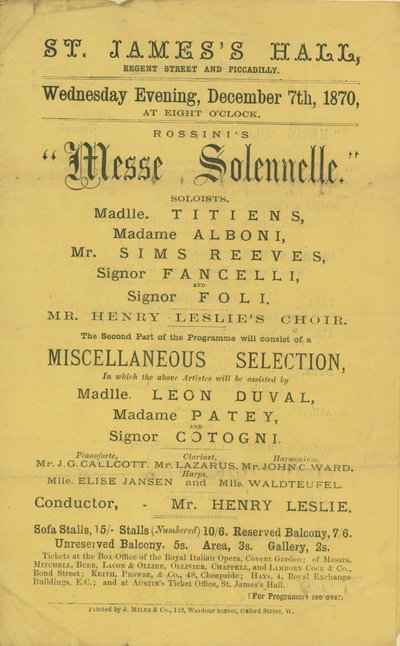 ST. JAMES'S HALL,
REGENT STREET AND PICCADILLY.
Wednesday Evening, December 7th, 1870,
AT EIGHT O'CLOCK.
ROSSINI'S
"Messe Solennelle."
SOLOISTS.
Madlle. TITIENS,
Madame ALBONI,
Mr. SIMS REEVES,
Signor FANCELLI,
AND
Signor FOLI.
MR. HENRY LESLIE'S CHOIR.
The Second Part of the Programme will consist of a
MISCELLANEOUS SELECTION,
In which the above Artistes will be assisted by
Madlle. LEON DUVAL,
Madame PATEY,
AND
Signor COTOGNI.
Pianoforte, Clarinet, Harmonium,
Mr. J. G. CALLCOTT. Mr. LAZARUS. Mr. JOHN C. WARD.
Harps,
Mlle. ELISE JANSEN and Mlle. WALDTEUFEL.
Conductor, - Mr. HENRY LESLIE.
Sofa Stalls, 15/- Stalls (Numbered) 10/6. Reserved Balcony, 7/6.
Unreserved Balcony, 5s. Area, 3s. Gallery, 2s.
Tickets at the Box Office of the Royal Italian Opera, Covent Garden; of Messrs.
MITCHELL, BUBB, LACON & OLLIER, OLLIVIER, CHAPPELL, and LAMBORN COCK & Co.,
Bond Street; KEITH, PROWSE, & Co., 48, Cheapside; HAYS, 4, Royal Exchange
Buildings, E.C.; and at AUSTIN'S Ticket Office, St. James's Hall.
[For Programme see over.
Printed by J. MILES & Co., 122, Wardour Street, Oxford Street, W.